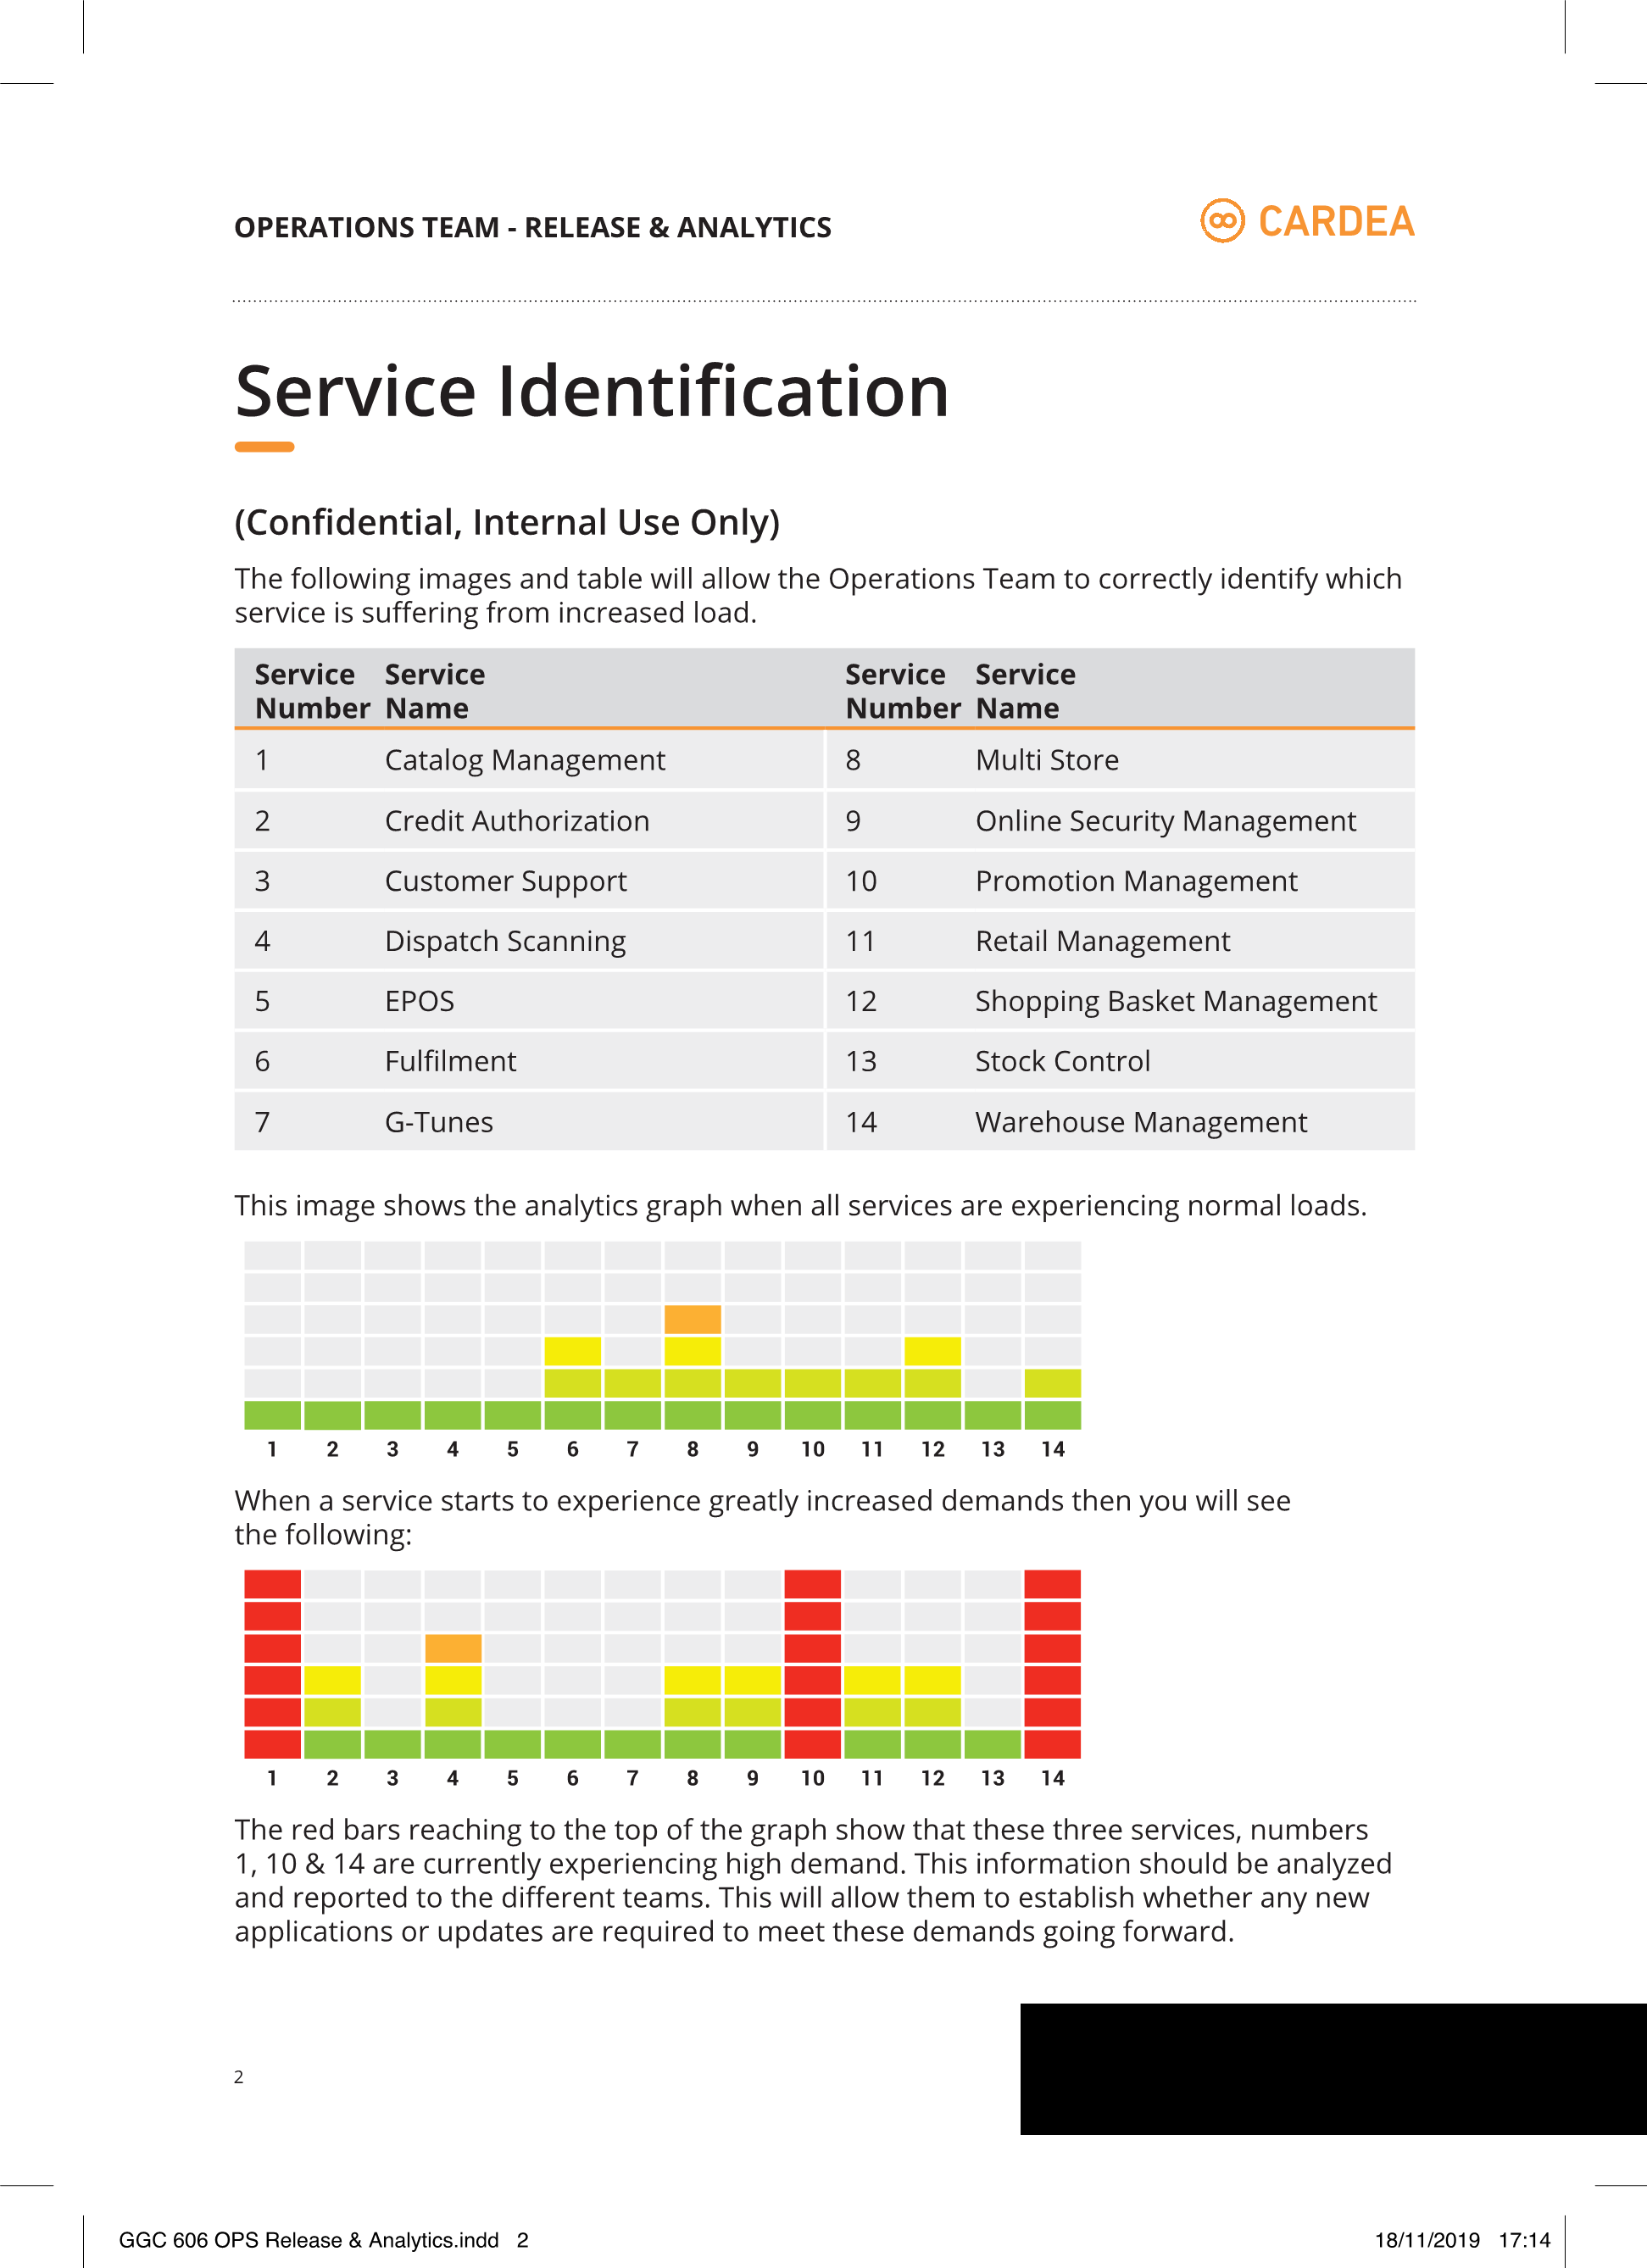 OPERATIONS TEAM - RELEASE & ANALYTICS
CARDEA
Service Identification
(Confidential, Internal Use Only)
The following images and table will allow the Operations Team to correctly identify which
service is suffering from increased load.
Service Number Service Name Service Number Service Name
1 Catalog Management 8 Multi Store
2 Credit Authorization 9 Online Security Management
3 Customer Support 10 Promotion Management
4 Dispatch Scanning 11 Retail Management
5 EPOS 12 Shopping Basket Management
6 Fulfilment 13 Stock Control
7 G-Tunes 14 Warehouse Management
This image shows the analytics graph when all services are experiencing normal loads.
1 2 3 4 5 6 7 8 9 10 11 12 13 14
When a service starts to experience greatly increased demands then you will see
the following:
1 2 3 4 5 6 7 8 9 10 11 12 13 14
The red bars reaching to the top of the graph show that these three services, numbers
1, 10 & 14 are currently experiencing high demand. This information should be analyzed
and reported to the different teams. This will allow them to establish whether any new
applications or updates are required to meet these demands going forward.
2
GGC 606 OPS Release & Analytics.indd 2 18/11/2019 17:14